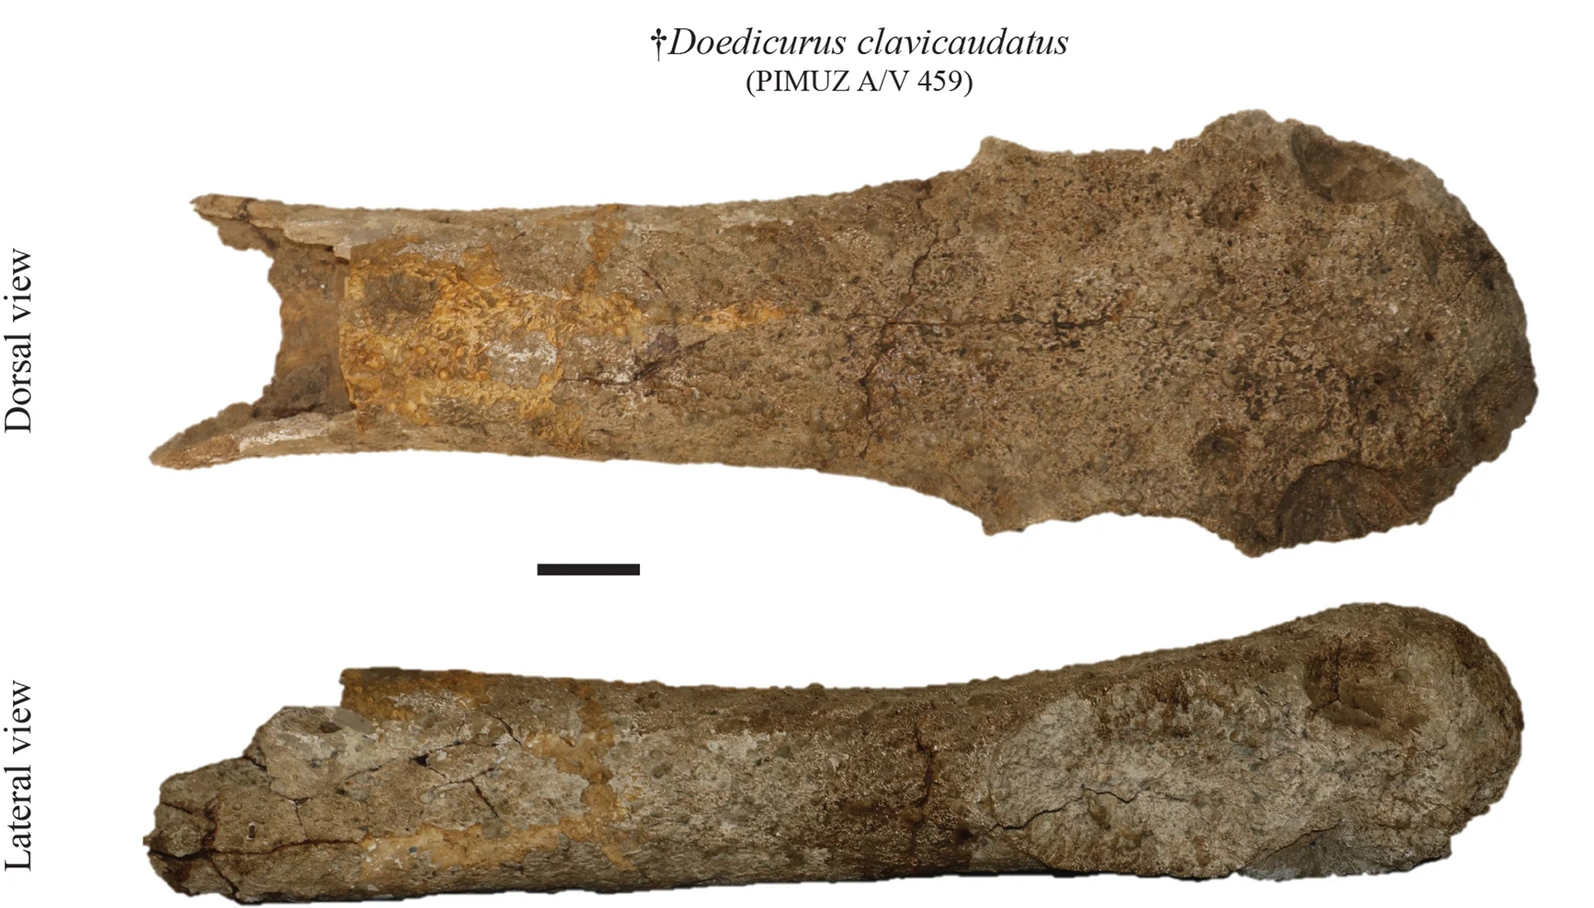 †Doedicurus clavicaudatus
(PIMUZ A/V 459)
Dorsal view
Lateral view